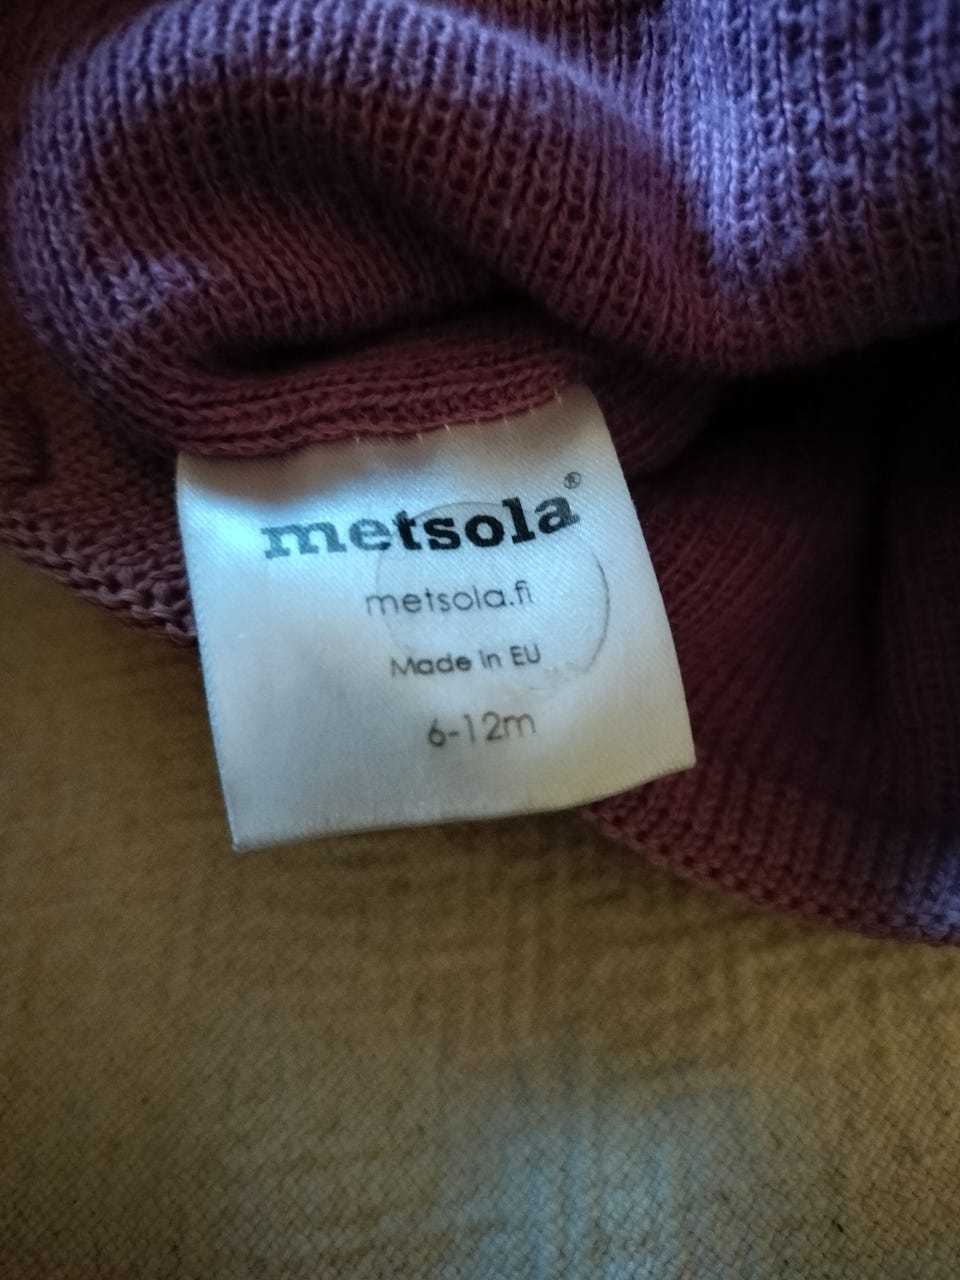 metsola®
metsola.fi
Made in EU
6-12m